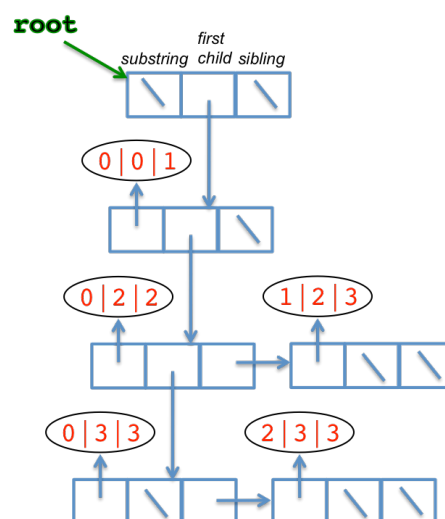 root
substring first child sibling
0|0|1
0|2|2 1|2|3
0|3|3 2|3|3